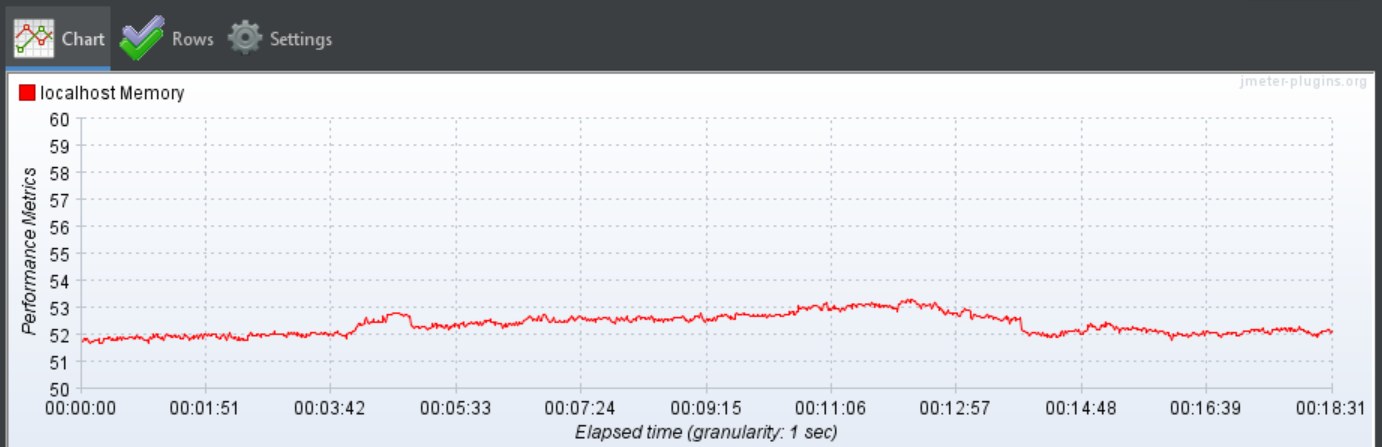 Chart Rows Settings
jmeter-plugins.org
localhost Memory
Performance Metrics
60
59
58
57
56
55
54
53
52
51
50
00:00:00 00:01:51 00:03:42 00:05:33 00:07:24 00:09:15 00:11:06 00:12:57 00:14:48 00:16:39 00:18:31
Elapsed time (granularity: 1 sec)